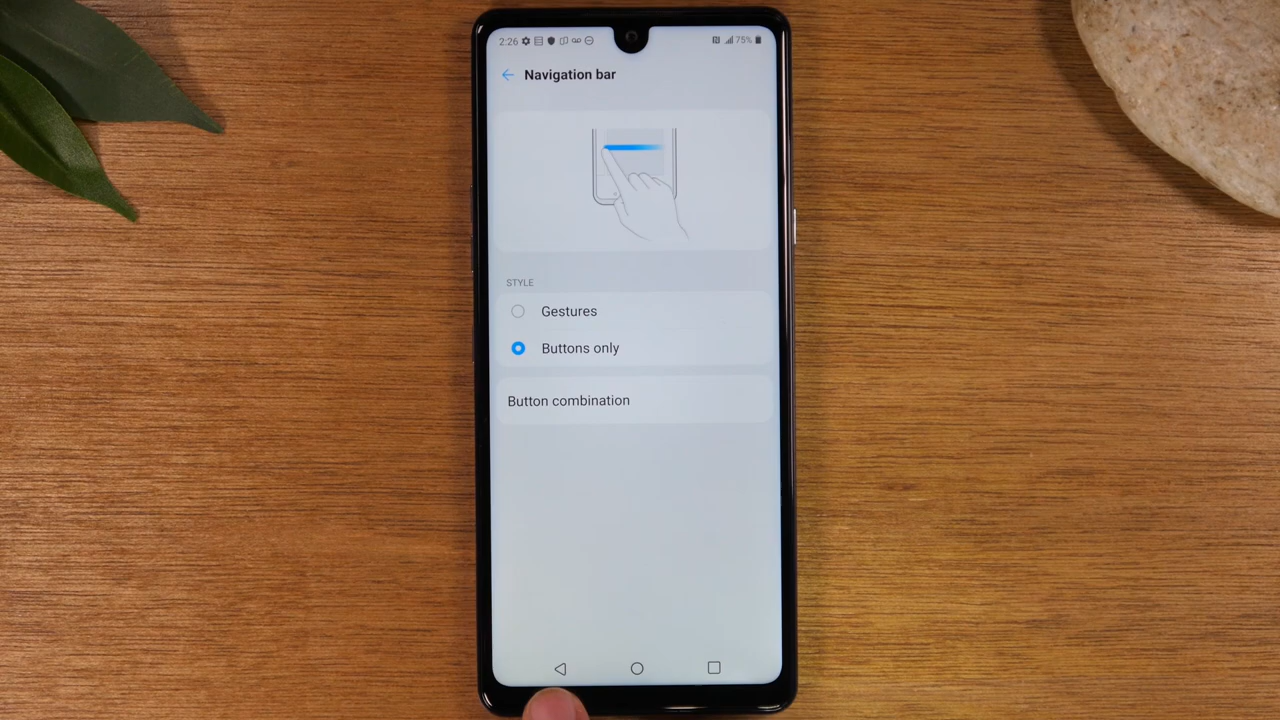 2:26 75%
Navigation bar
STYLE
Gestures
Buttons only
Button combination